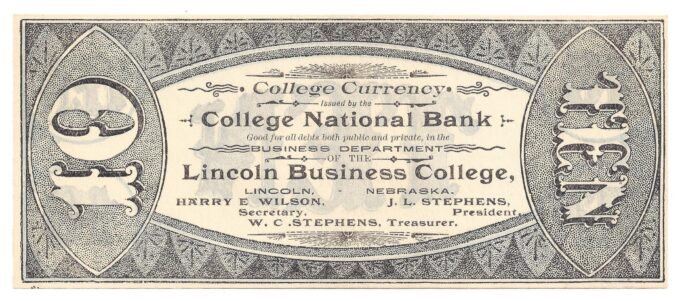 10
College Currency.
Issued by the
College National Bank
Good for all debts both public and private, in the
BUSINESS DEPARTMENT
OF THE
Lincoln Business College,
LINCOLN, - NEBRASKA.
HARRY E WILSON, J. L. STEPHENS,
Secretary. President,
W. C. STEPHENS, Treasurer.
TEN